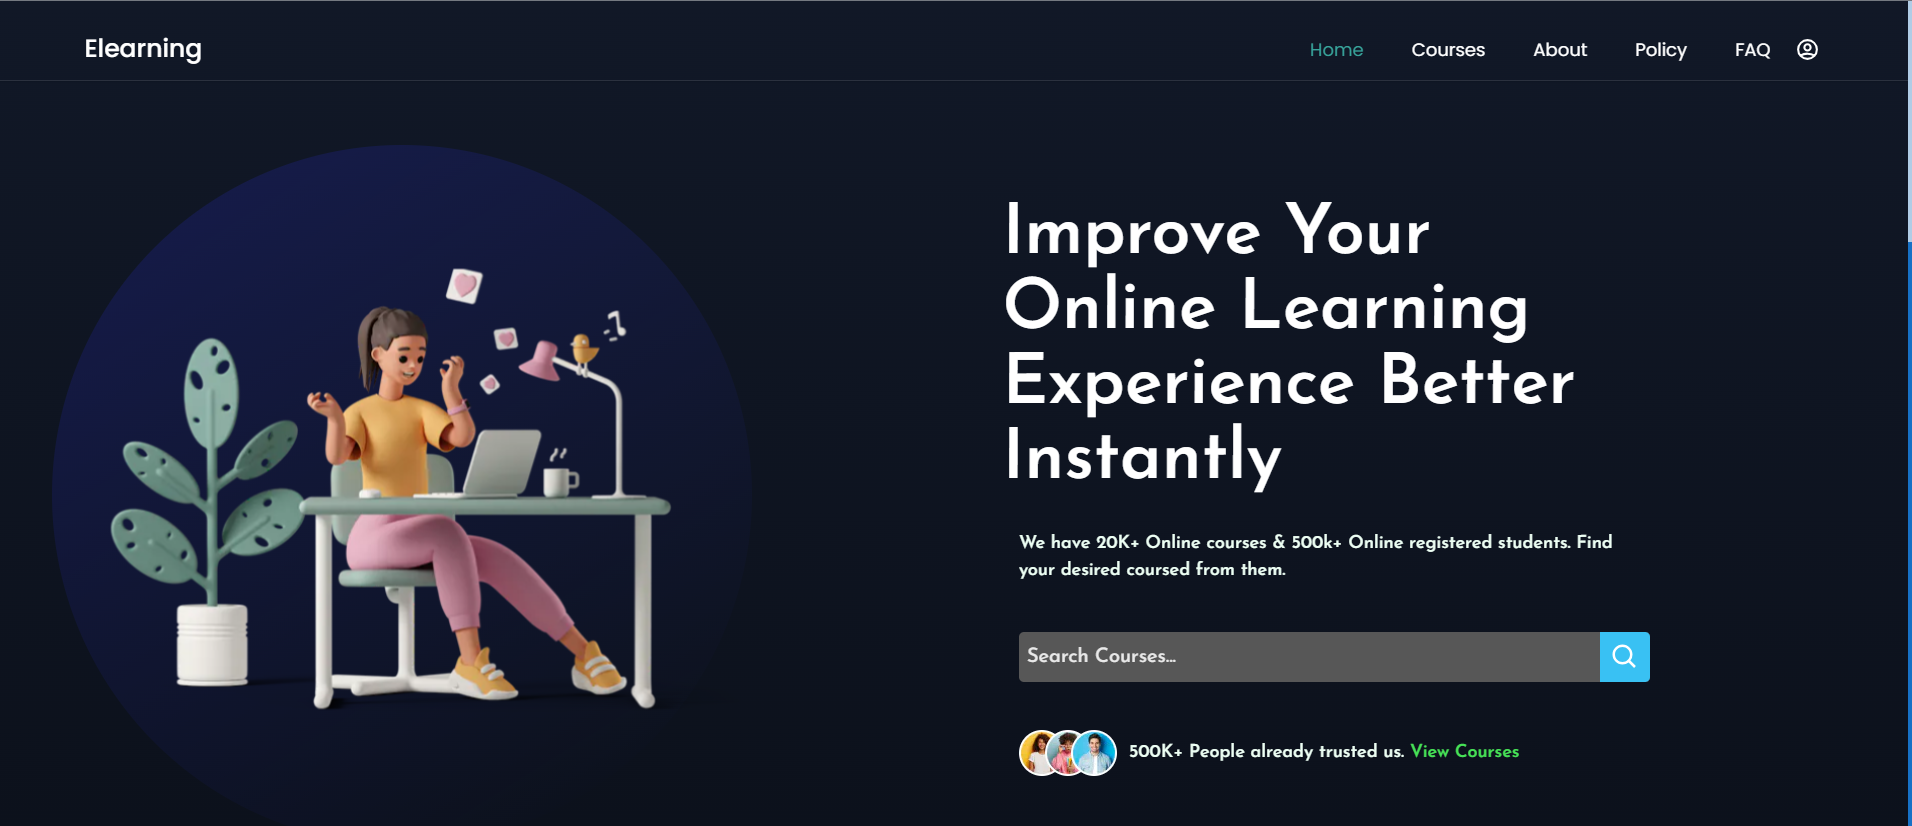 Elearning
Home Courses About Policy FAQ
Improve Your
Online Learning
Experience Better
Instantly
We have 20K+ Online courses & 500k+ Online registered students. Find
your desired coursed from them.
Search Courses...
500K+ People already trusted us. View Courses